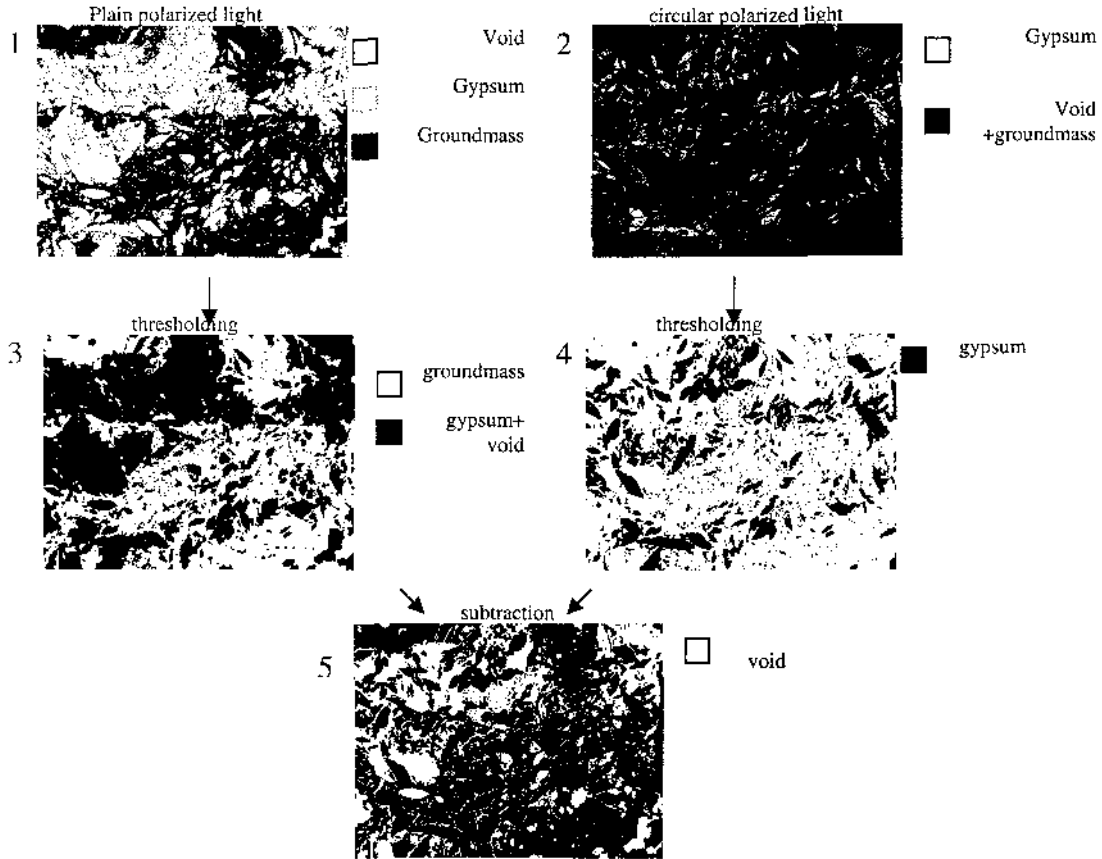 Plain polarized light
1
Void
Gypsum
Groundmass
circular polarized light
2
Gypsum
Void
+groundmass
thresholding
3
groundmass
gypsum+
void
thresholding
4
gypsum
subtraction
5
void